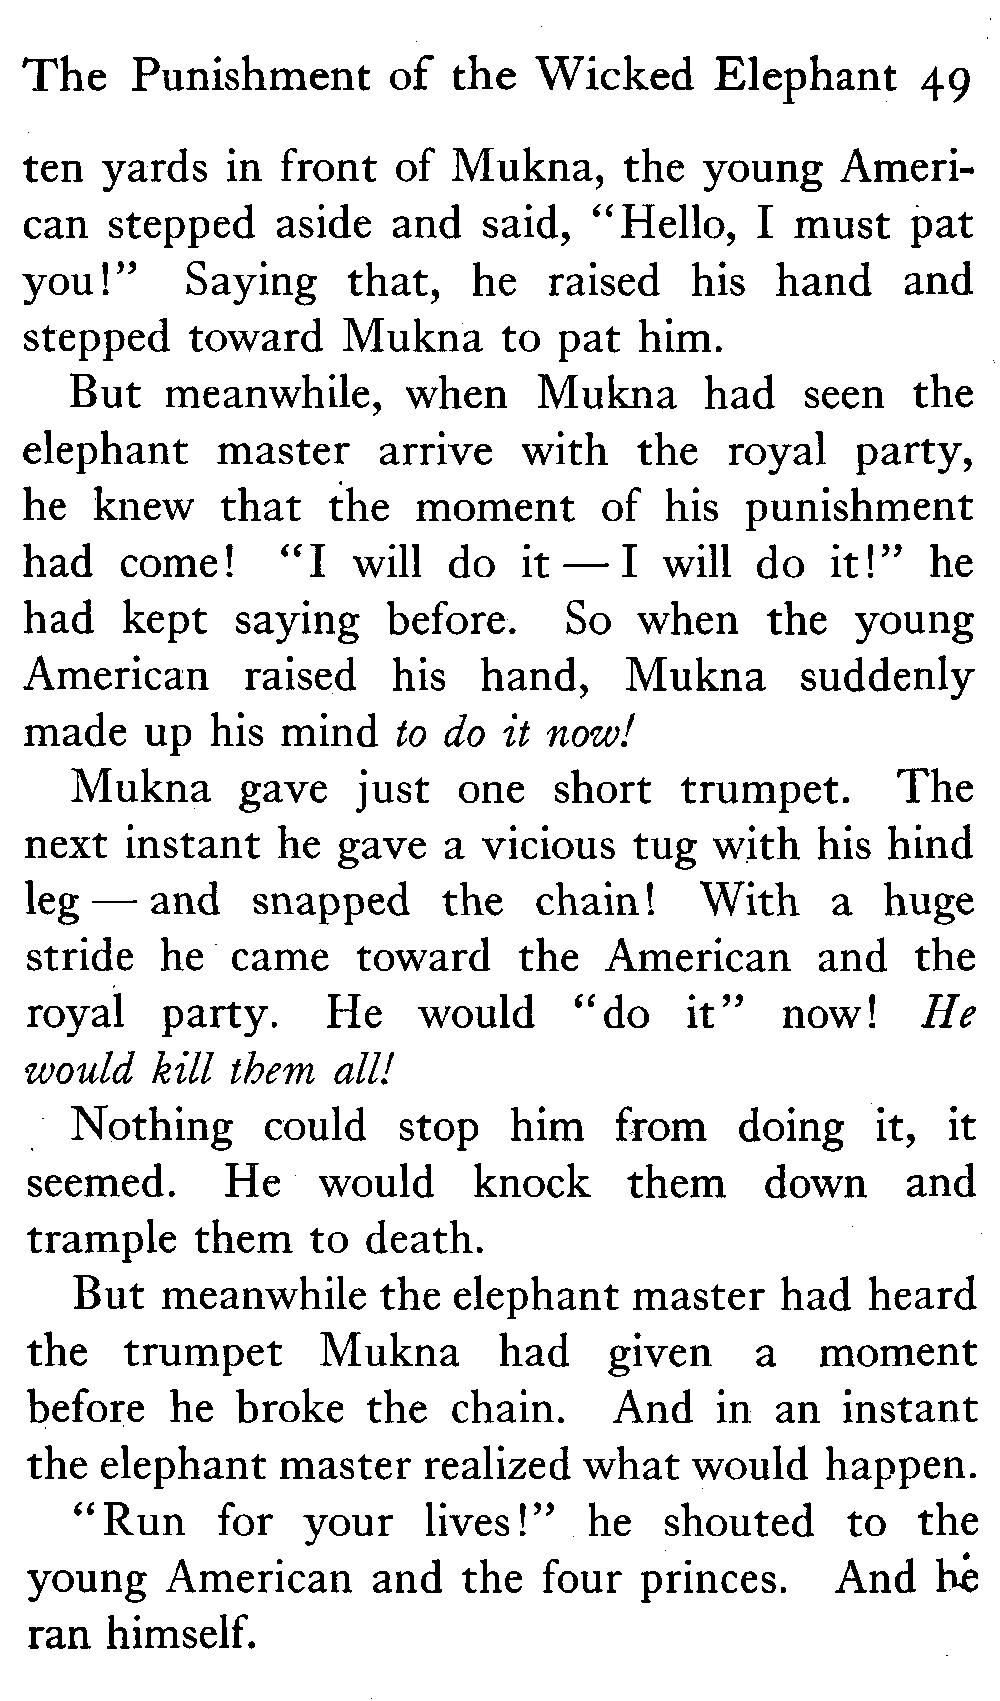 The Punishment of the Wicked Elephant 49
ten yards in front of Mukna, the young Ameri-
can stepped aside and said, "Hello, I must pat
you!" Saying that, he raised his hand and
stepped toward Mukna to pat him.
But meanwhile, when Mukna had seen the
elephant master arrive with the royal party,
he knew that the moment of his punishment
had come! "I will do it — I will do it!" he
had kept saying before. So when the young
American raised his hand, Mukna suddenly
made up his mind to do it now!
Mukna gave just one short trumpet. The
next instant he gave a vicious tug with his hind
leg — and snapped the chain! With a huge
stride he came toward the American and the
royal party. He would "do it" now! He
would kill them all!
Nothing could stop him from doing it, it
seemed. He would knock them down and
trample them to death.
But meanwhile the elephant master had heard
the trumpet Mukna had given a moment
before he broke the chain. And in an instant
the elephant master realized what would happen.
"Run for your lives!" he shouted to the
young American and the four princes. And he
ran himself.